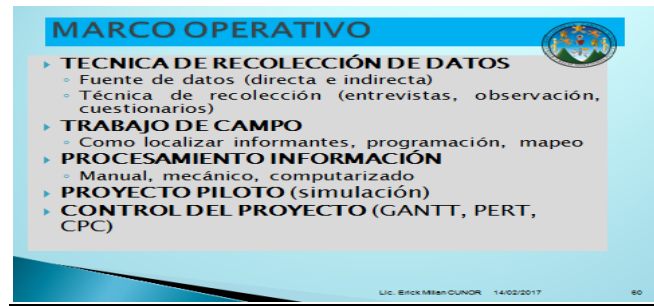 MARCO OPERATIVO
TECNICA DE RECOLECCIÓN DE DATOS
Fuente de datos (directa e indirecta)
Técnica de recolección (entrevistas, observación,
cuestionarios)
TRABAJO DE CAMPO
Como localizar informantes, programación, mapeo
PROCESAMIENTO INFORMACIÓN
Manual, mecánico, computarizado
PROYECTO PILOTO (simulación)
CONTROL DEL PROYECTO (GANTT, PERT,
CPC)
Lic. Erick Milian CUNOR 14/02/2017 60